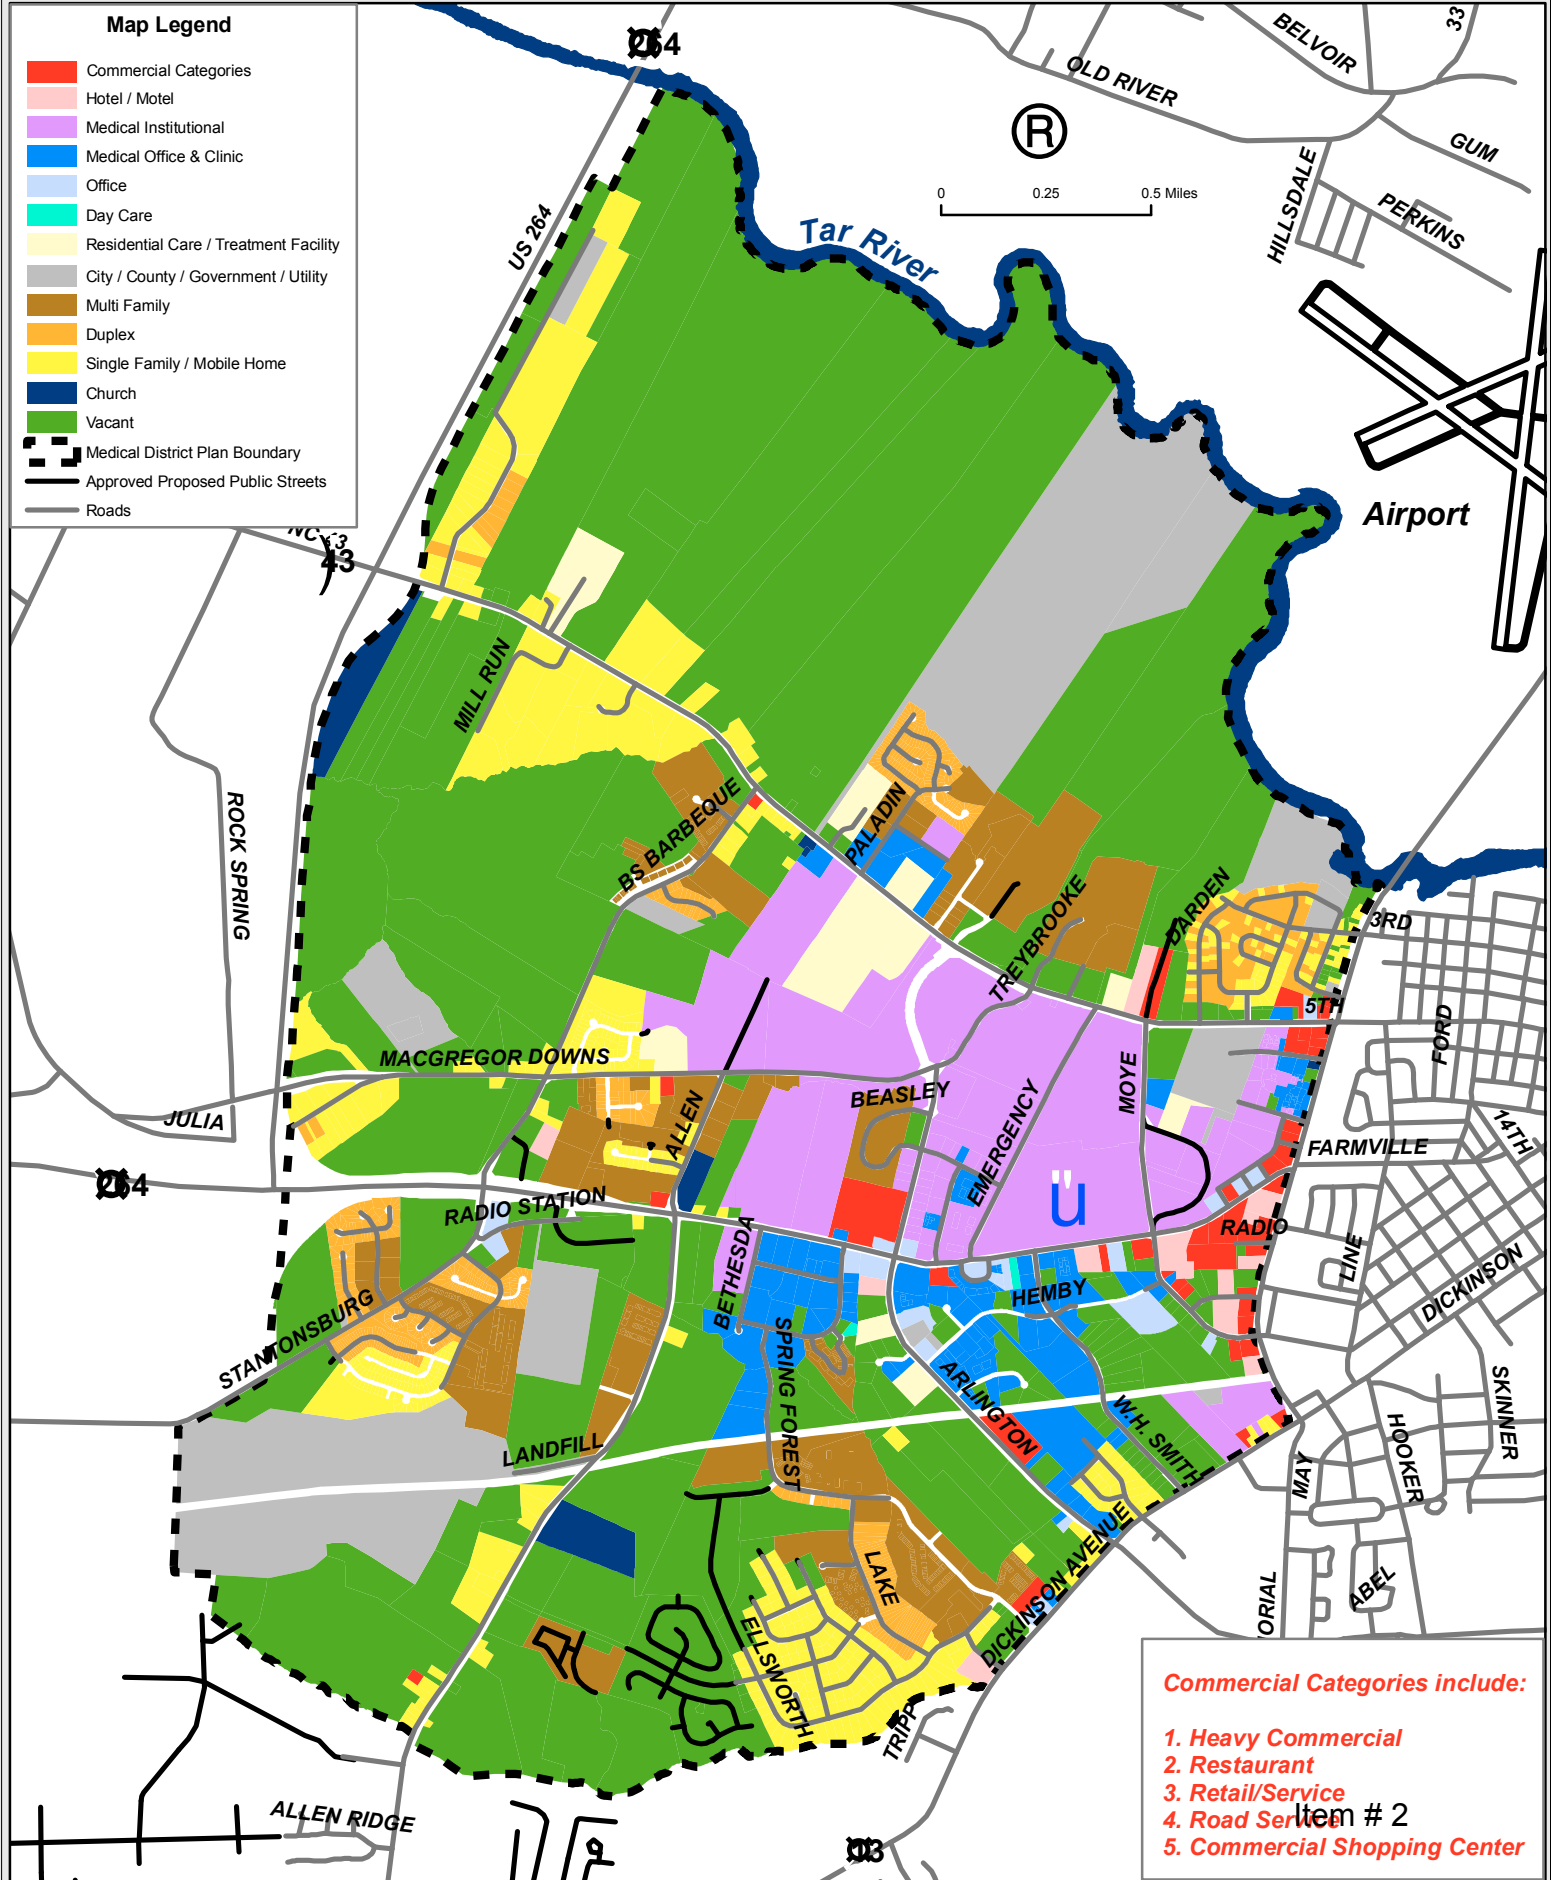 Map Legend
Commercial Categories
Hotel / Motel
Medical Institutional
Medical Office & Clinic
Office
Day Care
Residential Care / Treatment Facility
City / County / Government / Utility
Multi Family
Duplex
Single Family / Mobile Home
Church
Vacant
Medical District Plan Boundary
Approved Proposed Public Streets
Roads
264
BELVOIR
33
OLD RIVER
R
GUM
HILLSDALE
PERKINS
0 0.25 0.5 Miles
US 264
Tar River
Airport
43
MILL RUN
ROCK SPRING
BS BARBEQUE
PALADIN
TREYBROOKE
DARDEN
3RD
5TH
FORD
MACGREGOR DOWNS
JULIA
ALLEN
BEASLEY
EMERGENCY
MOYE
14TH
FARMVILLE
264
RADIO STATION
ü
RADIO
LINE
DICKINSON
BETHESDA
HEMBY
STANTONSBURG
SPRING FOREST
ARLINGTON
W.H. SMITH
SKINNER
HOOKER
MAY
LANDFILL
LAKE
DICKINSON AVENUE
ABEL
ORIAL
ELLSWORTH
TRIPP
ALLEN RIDGE
13
Commercial Categories include:
1. Heavy Commercial
2. Restaurant
3. Retail/Service
4. Road Service
5. Commercial Shopping Center
Item # 2